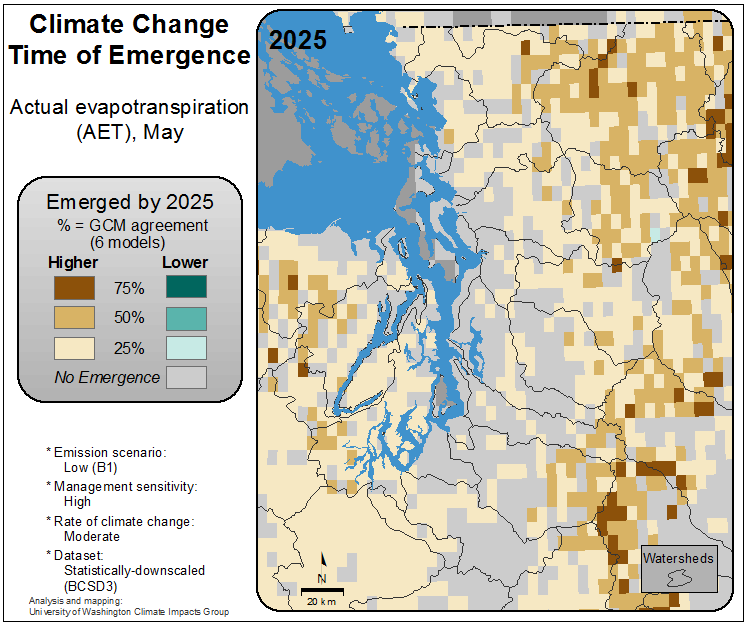 Climate Change
Time of Emergence
Actual evapotranspiration
(AET), May
Emerged by 2025
% = GCM agreement
(6 models)
Higher Lower
75%
50%
25%
No Emergence
* Emission scenario:
Low (B1)
* Management sensitivity:
High
* Rate of climate change:
Moderate
* Dataset:
Statistically-downscaled
(BCSD3)
Analysis and mapping:
University of Washington Climate Impacts Group
2025
N
20 km
Watersheds